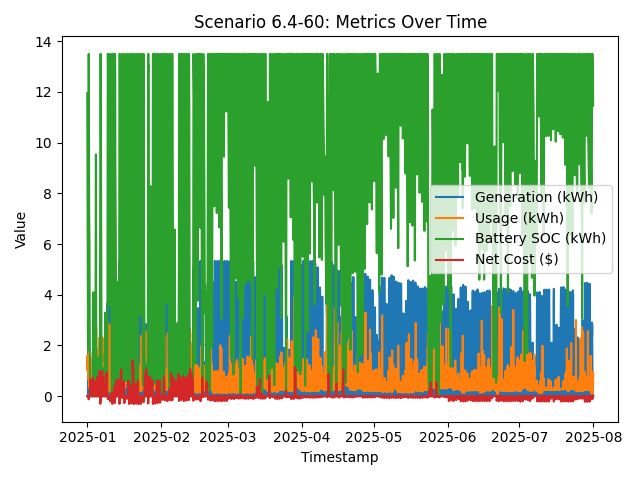 Scenario 6.4-60: Metrics Over Time
Value
14
12
10
8
6
4
2
0
Generation (kWh)
Usage (kWh)
Battery SOC (kWh)
Net Cost ($)
2025-01
2025-02
2025-03
2025-04
2025-05
2025-06
2025-07
2025-08
Timestamp